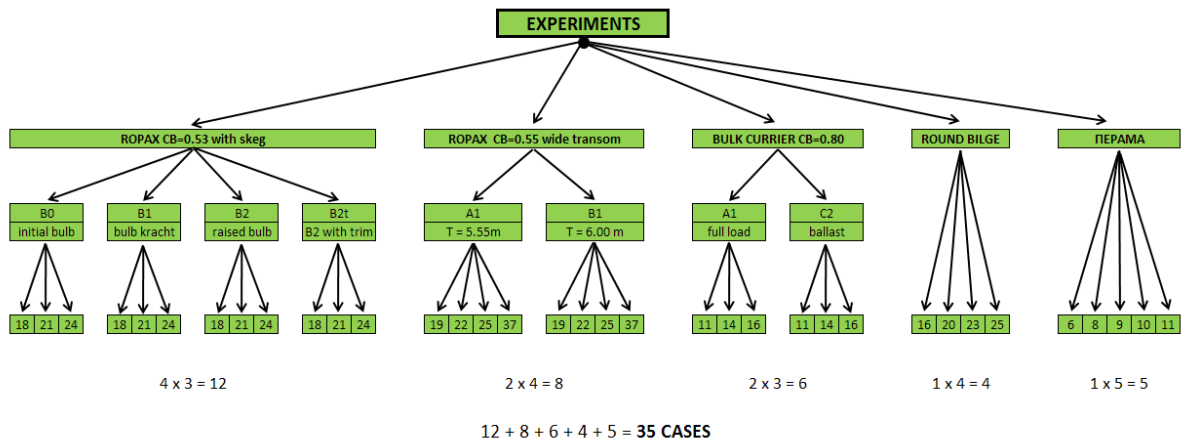 EXPERIMENTS
ROPAX CB=0.53 with skeg
ROPAX CB=0.55 wide transom
BULK CURRIER CB=0.80
ROUND BILGE
ΠΕΡΑΜΑ
B0
B1
B2
B2t
A1
B1
A1
C2
initial bulb
bulb kracht
raised bulb
B2 with trim
T = 5.55m
T = 6.00 m
full load
ballast
18 21 24
18 21 24
18 21 24
18 21 24
19 22 25 37
19 22 25 37
11 14 16
11 14 16
16 20 23 25
6 8 9 10 11
4 x 3 = 12
2 x 4 = 8
2 x 3 = 6
1 x 4 = 4
1 x 5 = 5
12 + 8 + 6 + 4 + 5 = 35 CASES